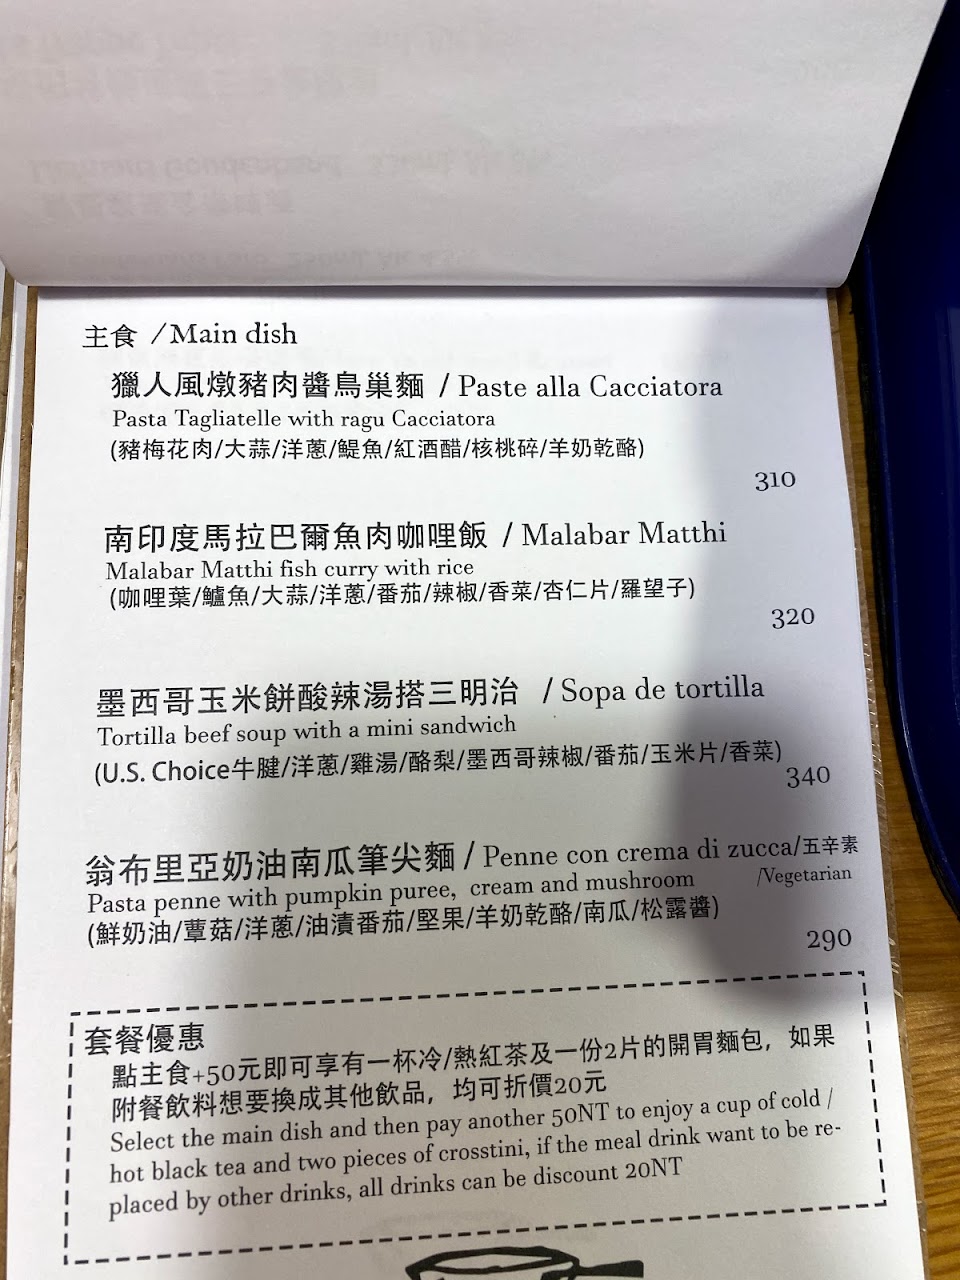 主食 /Main dish
獵人風燉豬肉醬鳥巢麵 / Paste alla Cacciatora
Pasta Tagliatelle with ragu Cacciatora
(豬梅花肉/大蒜/洋蔥/鯷魚/紅酒醋/核桃碎/羊奶乾酪)
310
南印度馬拉巴爾魚肉咖哩飯 / Malabar Matthi
Malabar Matthi fish curry with rice
(咖哩葉/鱸魚/大蒜/洋蔥/番茄/辣椒/香菜/杏仁片/羅望子)
320
墨西哥玉米餅酸辣湯搭三明治 / Sopa de tortilla
Tortilla beef soup with a mini sandwich
(U.S. Choice牛腱/洋蔥/雞湯/酪梨/墨西哥辣椒/番茄/玉米片/香菜)
340
翁布里亞奶油南瓜筆尖麵 / Penne con crema di zucca/五辛素
Pasta penne with pumpkin puree, cream and mushroom /Vegetarian
(鮮奶油/蕈菇/洋蔥/油漬番茄/堅果/羊奶乾酪/南瓜/松露醬)
290
套餐優惠
點主食+50元即可享有一杯冷/熱紅茶及一份2片的開胃麵包，如果
附餐飲料想要換成其他飲品，均可折價20元
Select the main dish and then pay another 50NT to enjoy a cup of cold /
hot black tea and two pieces of crosstini, if the meal drink want to be re-
placed by other drinks, all drinks can be discount 20NT